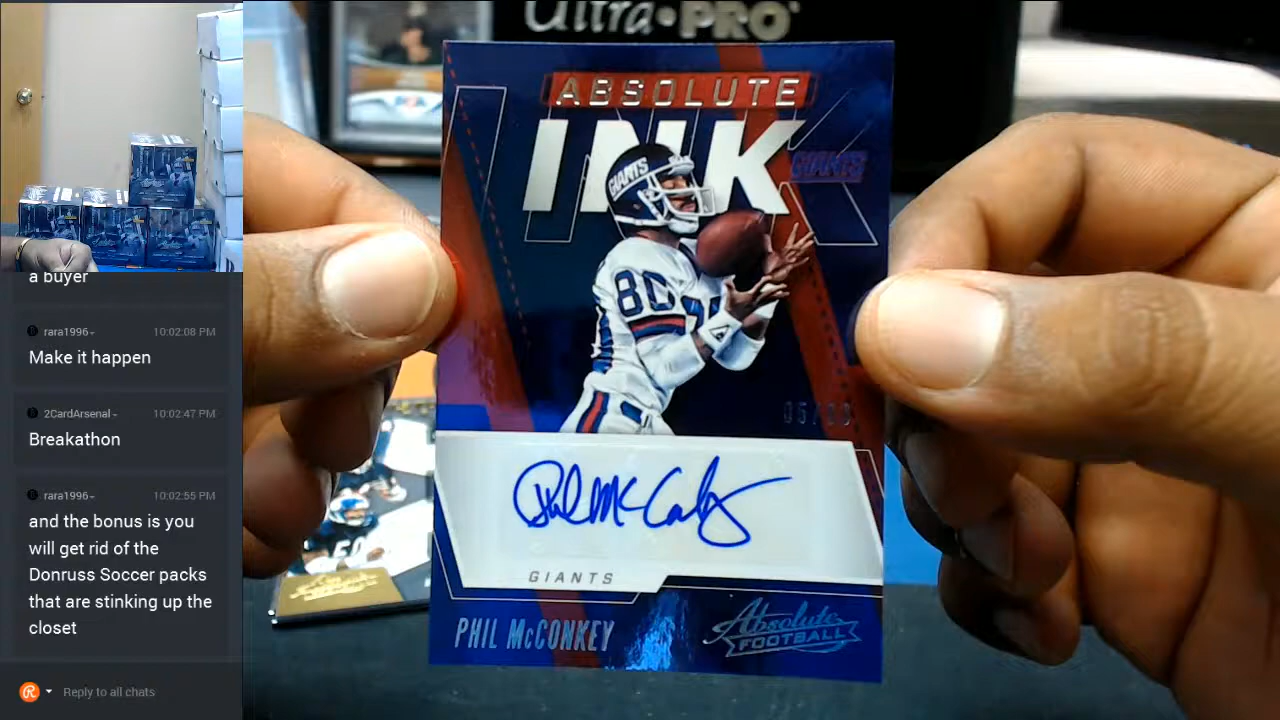 Ultra•PRO
ABSOLUTE
INK
GIANTS
GIANTS
80
Phil McConkey
GIANTS
PHIL McCONKEY
Absolute
FOOTBALL
a buyer
rara1996
10:02:08 PM
Make it happen
2CardArsenal
10:02:47 PM
Breakathon
rara1996
10:02:55 PM
and the bonus is you
will get rid of the
Donruss Soccer packs
that are stinking up the
closet
Reply to all chats